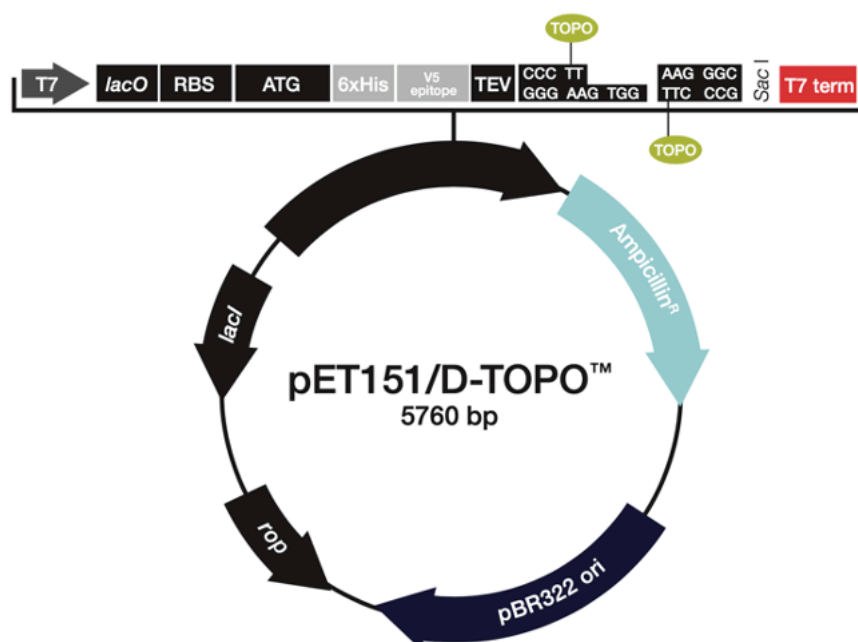 TOPO
T7 lacO RBS ATG 6xHis V5 epitope TEV CCC TT AAG GGC Sac I T7 term
GGG AAG TGG TTC CCG
TOPO
AmpicillinR
lacI
pET151/D-TOPO™
5760 bp
rop
pBR322 ori